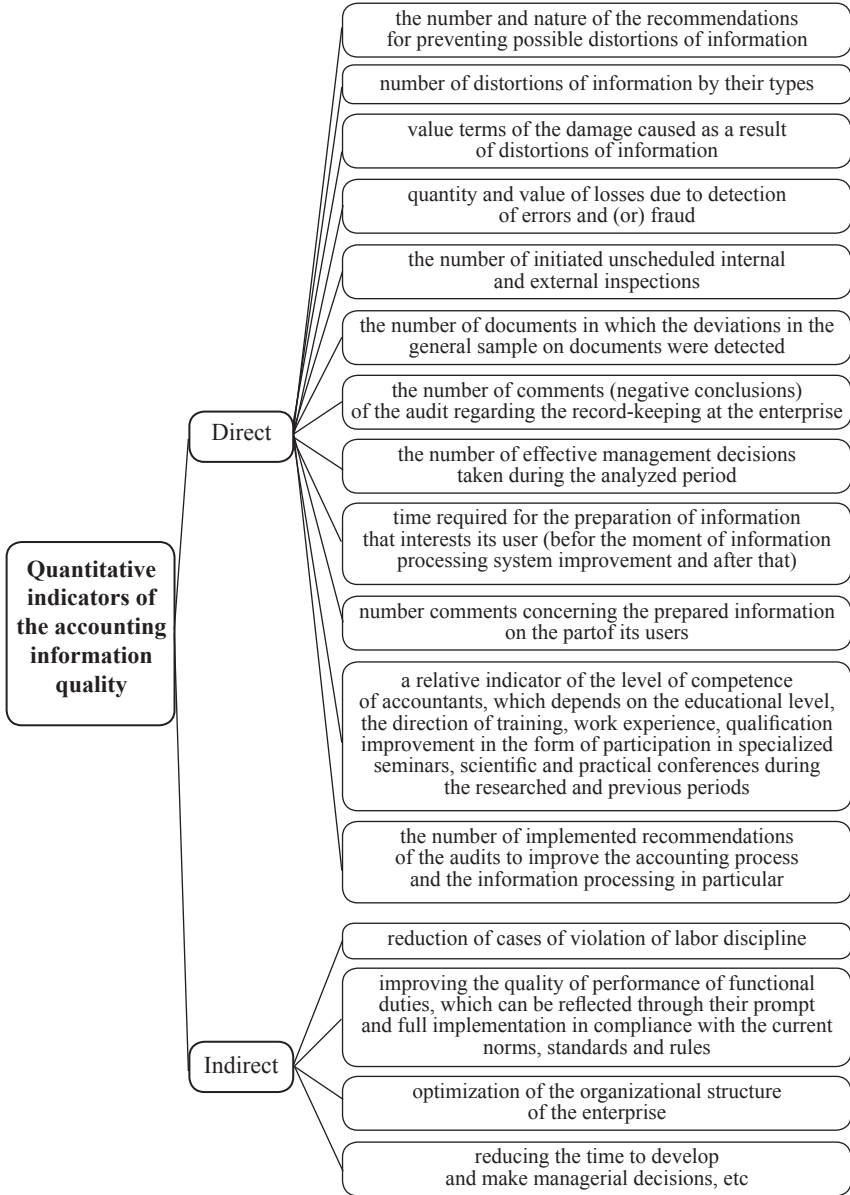 the number and nature of the recommendations
for preventing possible distortions of information
number of distortions of information by their types
value terms of the damage caused as a result
of distortions of information
quantity and value of losses due to detection
of errors and (or) fraud
the number of initiated unscheduled internal
and external inspections
the number of documents in which the deviations in the
general sample on documents were detected
the number of comments (negative conclusions)
of the audit regarding the record-keeping at the enterprise
Direct
the number of effective management decisions
taken during the analyzed period
time required for the preparation of information
that interests its user (befor the moment of information
processing system improvement and after that)
Quantitative
indicators of
the accounting
information
quality
number comments concerning the prepared information
on the partof its users
a relative indicator of the level of competence
of accountants, which depends on the educational level,
the direction of training, work experience, qualification
improvement in the form of participation in specialized
seminars, scientific and practical conferences during
the researched and previous periods
the number of implemented recommendations
of the audits to improve the accounting process
and the information processing in particular
reduction of cases of violation of labor discipline
improving the quality of performance of functional
duties, which can be reflected through their prompt
and full implementation in compliance with the current
norms, standards and rules
Indirect
optimization of the organizational structure
of the enterprise
reducing the time to develop
and make managerial decisions, etc